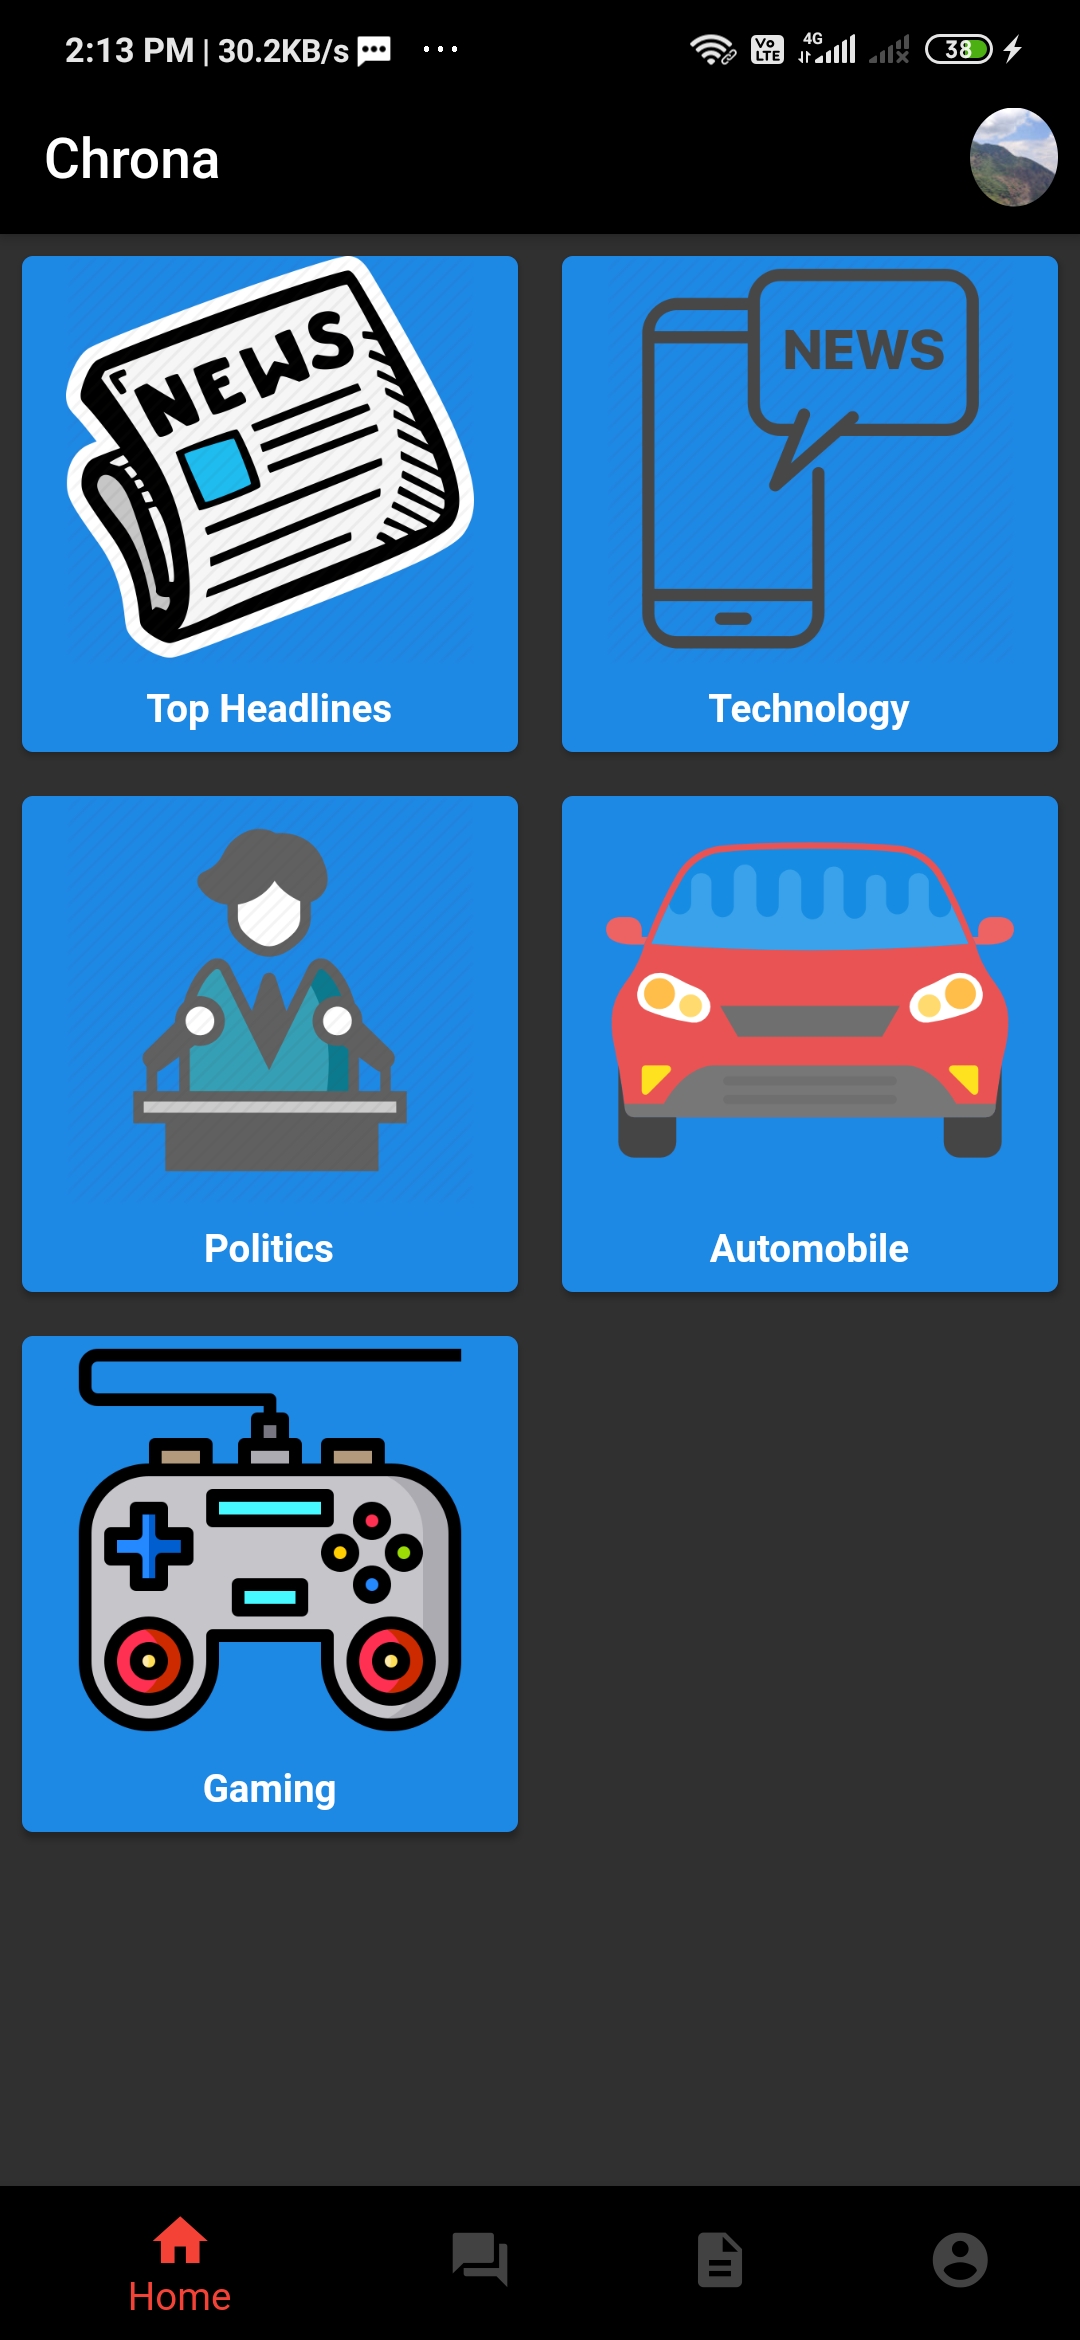 2:13 PM | 30.2KB/s ...
Vo LTE 4G 38
Chrona
NEWS
NEWS
Top Headlines
Technology
Politics
Automobile
Gaming
Home